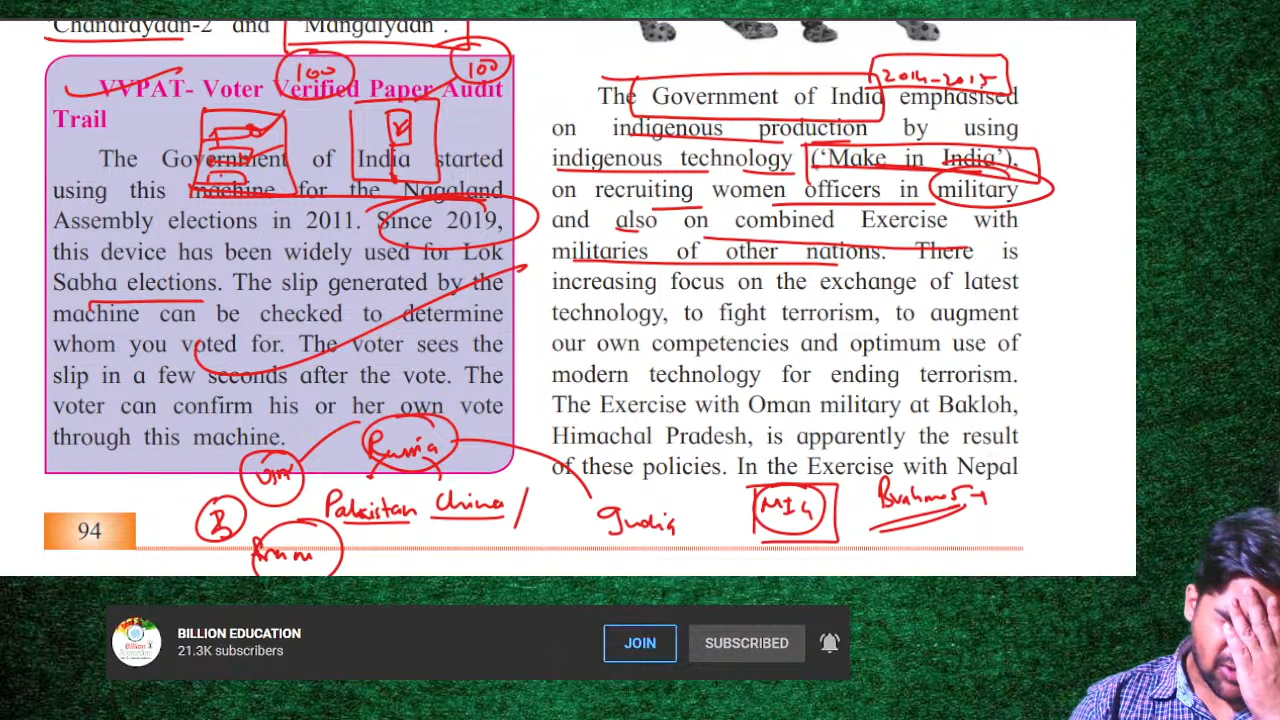 Chandrayaan-2 and 'Mangalyaan'.
100
100
VVPAT- Voter Verified Paper Audit
Trail
The Government of India started
using this machine for the Nagaland
Assembly elections in 2011. Since 2019,
this device has been widely used for Lok
Sabha elections. The slip generated by the
machine can be checked to determine
whom you voted for. The voter sees the
slip in a few seconds after the vote. The
voter can confirm his or her own vote
through this machine.
Russia
Pakistan China /
B
94
2014-2015
The Government of India emphasised
on indigenous production by using
indigenous technology ('Make in India'),
on recruiting women officers in military
and also on combined Exercise with
militaries of other nations. There is
increasing focus on the exchange of latest
technology, to fight terrorism, to augment
our own competencies and optimum use of
modern technology for ending terrorism.
The Exercise with Oman military at Bakloh,
Himachal Pradesh, is apparently the result
of these policies. In the Exercise with Nepal
India
MIG
Brahmos
BILLION EDUCATION
21.3K subscribers
JOIN
SUBSCRIBED